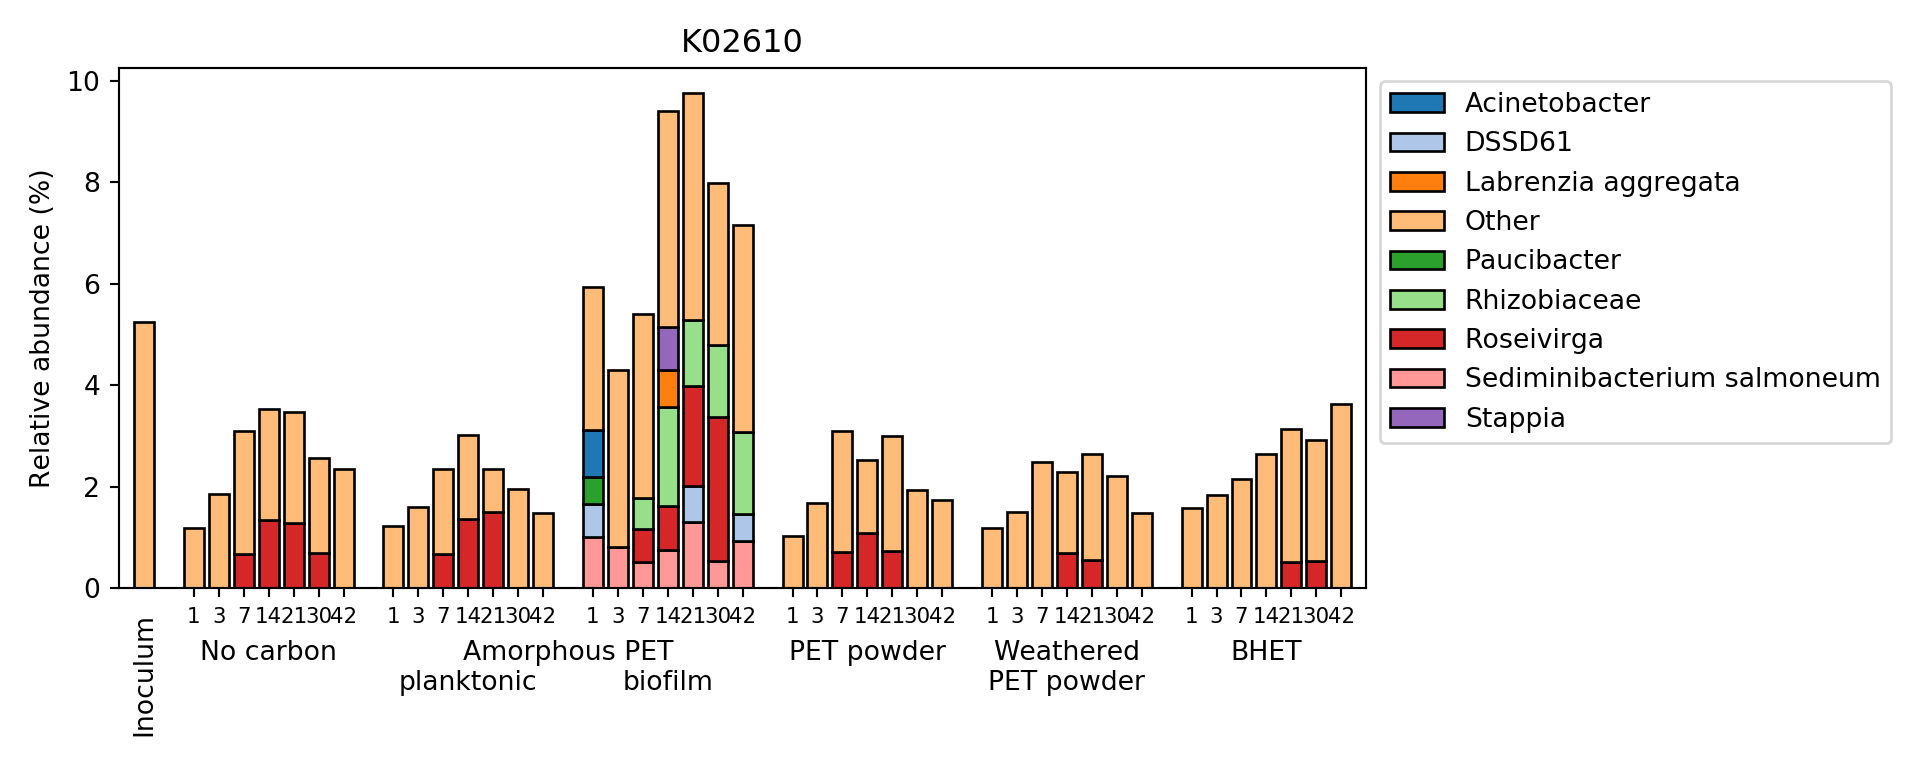 K02610
Relative abundance (%)
10
8
6
4
2
0
Acinetobacter
DSSD61
Labrenzia aggregata
Other
Paucibacter
Rhizobiaceae
Roseivirga
Sediminibacterium salmoneum
Stappia
Inoculum
1 3 7 14 21 30 42
1 3 7 14 21 30 42
1 3 7 14 21 30 42
1 3 7 14 21 30 42
1 3 7 14 21 30 42
1 3 7 14 21 30 42
No carbon
Amorphous PET
planktonic
biofilm
PET powder
Weathered
PET powder
BHET